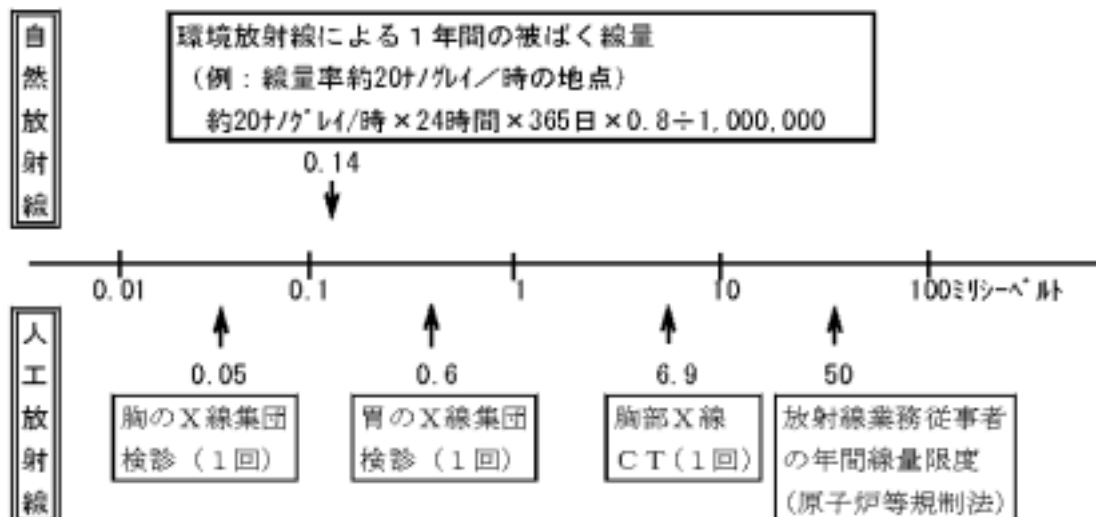 自然放射線
環境放射線による1年間の被ばく線量
(例:線量率約20ナノグレイ/時の地点)
約20ナノグレイ/時×24時間×365日×0.8÷1,000,000
0.14
0.01 0.1 1 10 100ミリシーベルト
人工放射線
0.05 0.6 6.9 50
胸のX線集団
検診(1回)
胃のX線集団
検診(1回)
胸部X線
CT(1回)
放射線業務従事者
の年間線量限度
(原子炉等規制法)